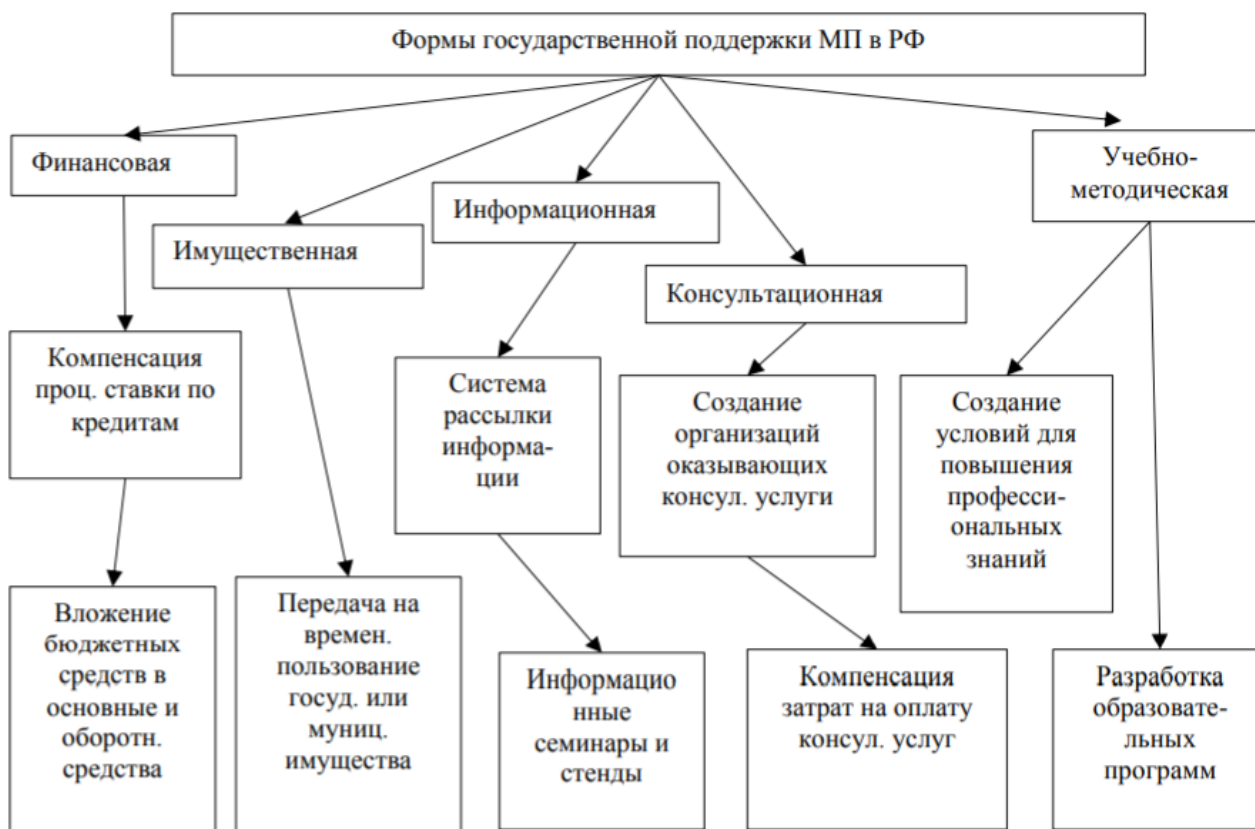 Формы государственной поддержки МП в РФ
Финансовая
Имущественная
Информационная
Консультационная
Учебно-
методическая
Компенсация
проц. ставки по
кредитам
Система
рассылки
информа-
ции
Создание
организаций
оказывающих
консул. услуги
Создание
условий для
повышения
професси-
ональных
знаний
Вложение
бюджетных
средств в
основные и
оборотн.
средства
Передача на
времен.
пользование
госуд. или
муниц.
имущества
Информацио
нные
семинары и
стенды
Компенсация
затрат на оплату
консул. услуг
Разработка
образовате-
льных
программ